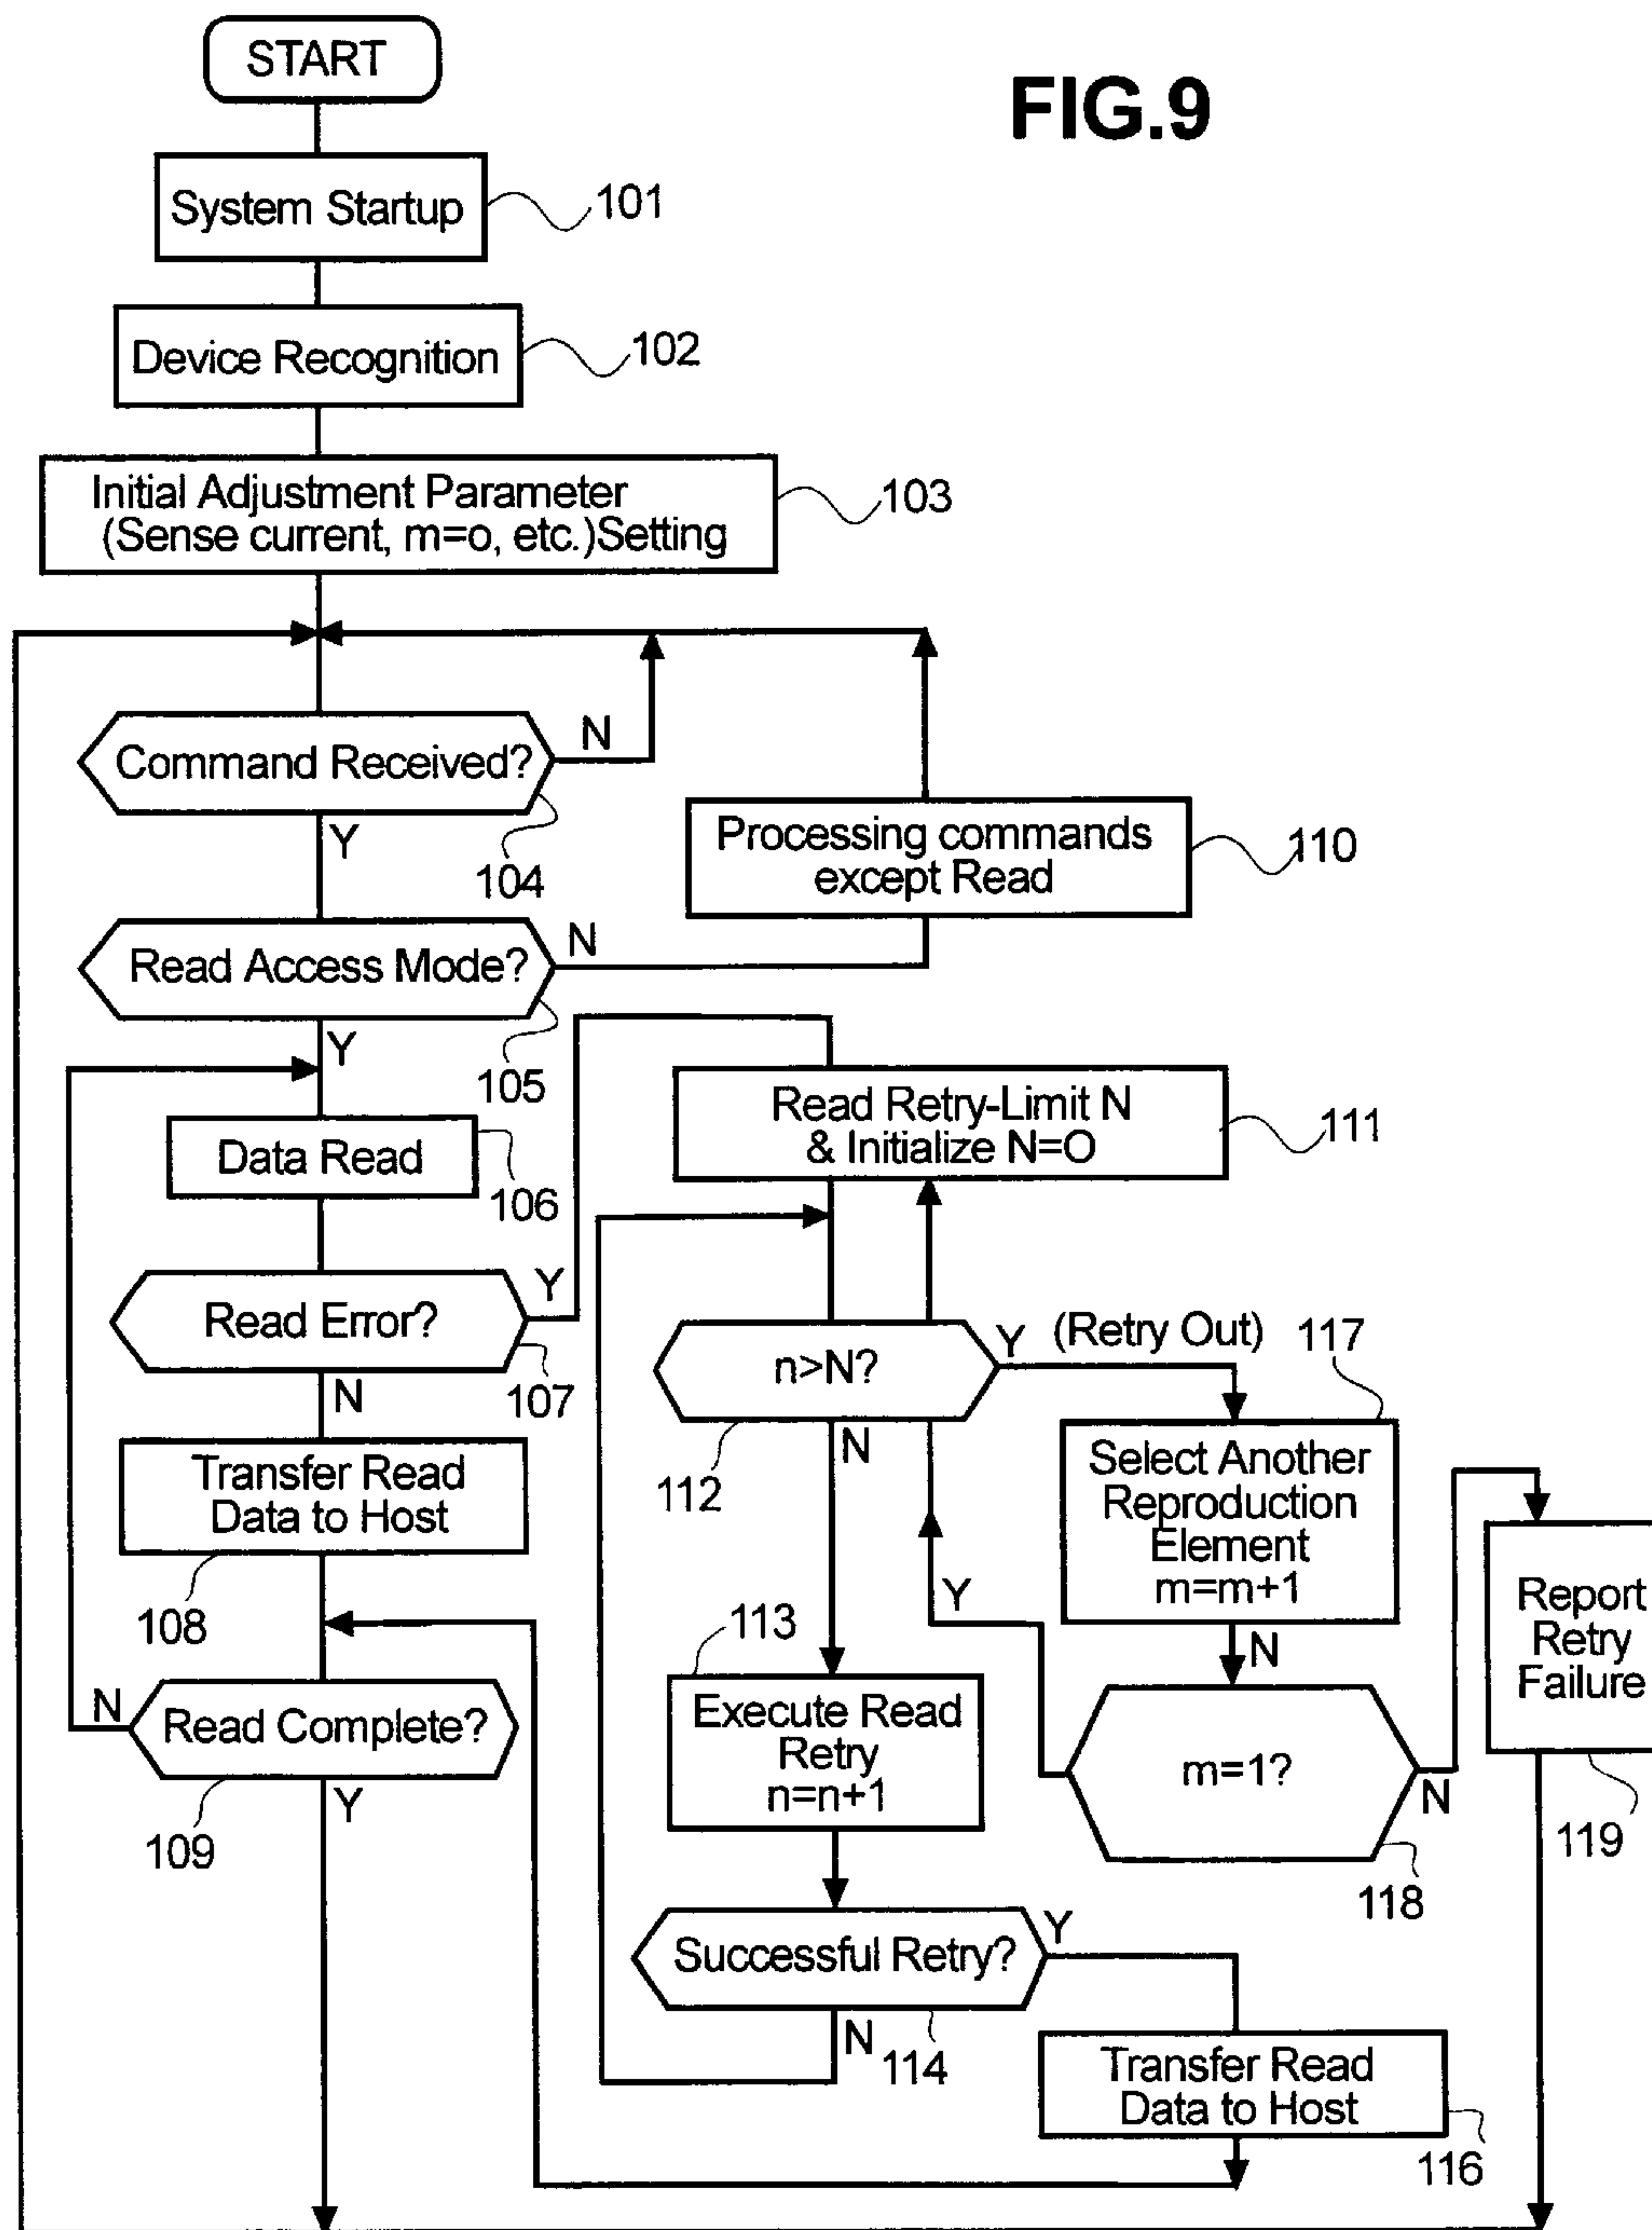 FIG.9
START
System Startup
101
Device Recognition
102
Initial Adjustment Parameter
(Sense current, m=o, etc.)Setting
103
Command Received?
N
Y
104
Processing commands
except Read
110
Read Access Mode?
N
Y
105
Data Read
106
Read Retry-Limit N
& Initialize N=O
111
Read Error?
Y
N
107
n>N?
Y
(Retry Out)
N
112
117
Select Another
Reproduction
Element
m=m+1
N
Transfer Read
Data to Host
108
Y
113
Execute Read
Retry
n=n+1
m=1?
N
118
Report
Retry
Failure
119
Read Complete?
N
Y
109
Successful Retry?
Y
N
114
Transfer Read
Data to Host
116